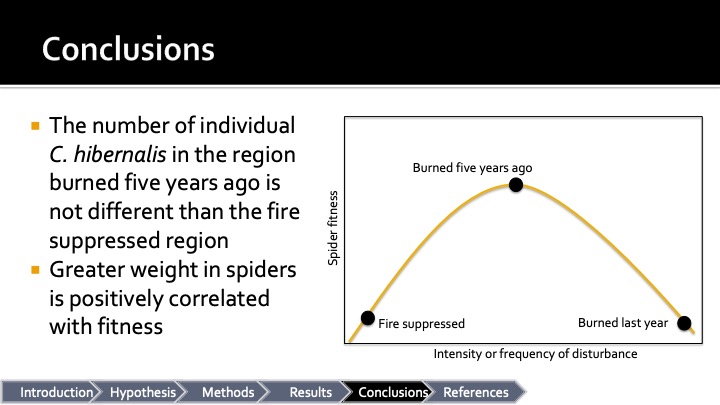 Conclusions
The number of individual
C. hibernalis in the region
burned five years ago is
not different than the fire
suppressed region
Greater weight in spiders
is positively correlated
with fitness
Burned five years ago
Spider fitness
Fire suppressed
Burned last year
Intensity or frequency of disturbance
Introduction
Hypothesis
Methods
Results
Conclusions
References